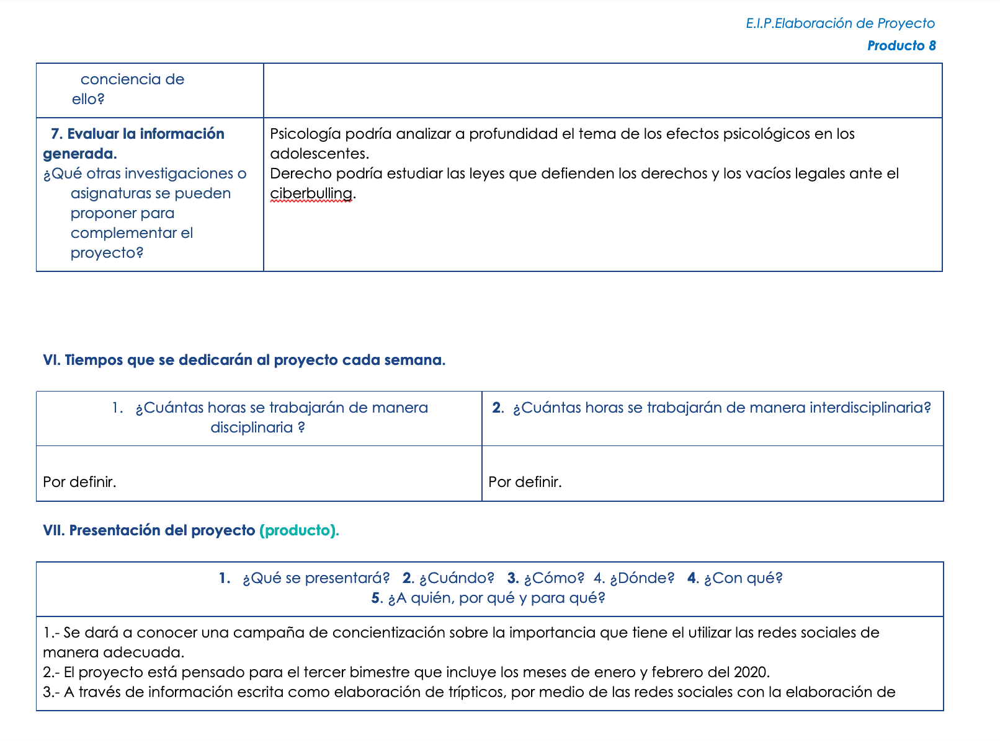 E.I.P.Elaboración de Proyecto
Producto 8
conciencia de
ello?
7. Evaluar la información
generada.
¿Qué otras investigaciones o
asignaturas se pueden
proponer para
complementar el
proyecto?
Psicología podría analizar a profundidad el tema de los efectos psicológicos en los
adolescentes.
Derecho podría estudiar las leyes que defienden los derechos y los vacíos legales ante el
ciberbulling.
VI. Tiempos que se dedicarán al proyecto cada semana.
1. ¿Cuántas horas se trabajarán de manera
disciplinaria ?
2. ¿Cuántas horas se trabajarán de manera interdisciplinaria?
Por definir.
Por definir.
VII. Presentación del proyecto (producto).
1. ¿Qué se presentará? 2. ¿Cuándo? 3. ¿Cómo? 4. ¿Dónde? 4. ¿Con qué?
5. ¿A quién, por qué y para qué?
1.- Se dará a conocer una campaña de concientización sobre la importancia que tiene el utilizar las redes sociales de
manera adecuada.
2.- El proyecto está pensado para el tercer bimestre que incluye los meses de enero y febrero del 2020.
3.- A través de información escrita como elaboración de trípticos, por medio de las redes sociales con la elaboración de